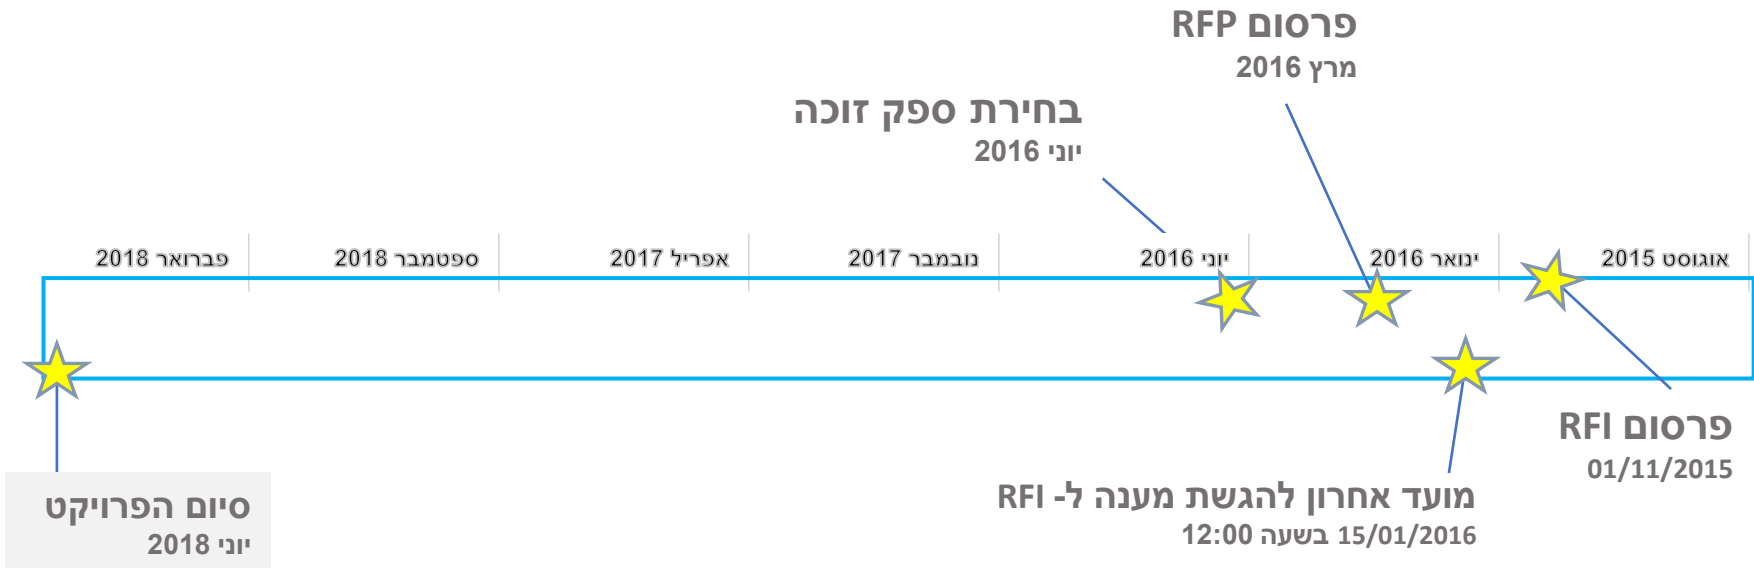 פרסום RFP
מרץ 2016
בחירת ספק זוכה
יוני 2016
אוגוסט 2015
ינואר 2016
יוני 2016
נובמבר 2017
אפריל 2017
ספטמבר 2018
פברואר 2018
פרסום RFI
01/11/2015
מועד אחרון להגשת מענה ל- RFI
15/01/2016 בשעה 12:00
סיום הפרויקט
יוני 2018